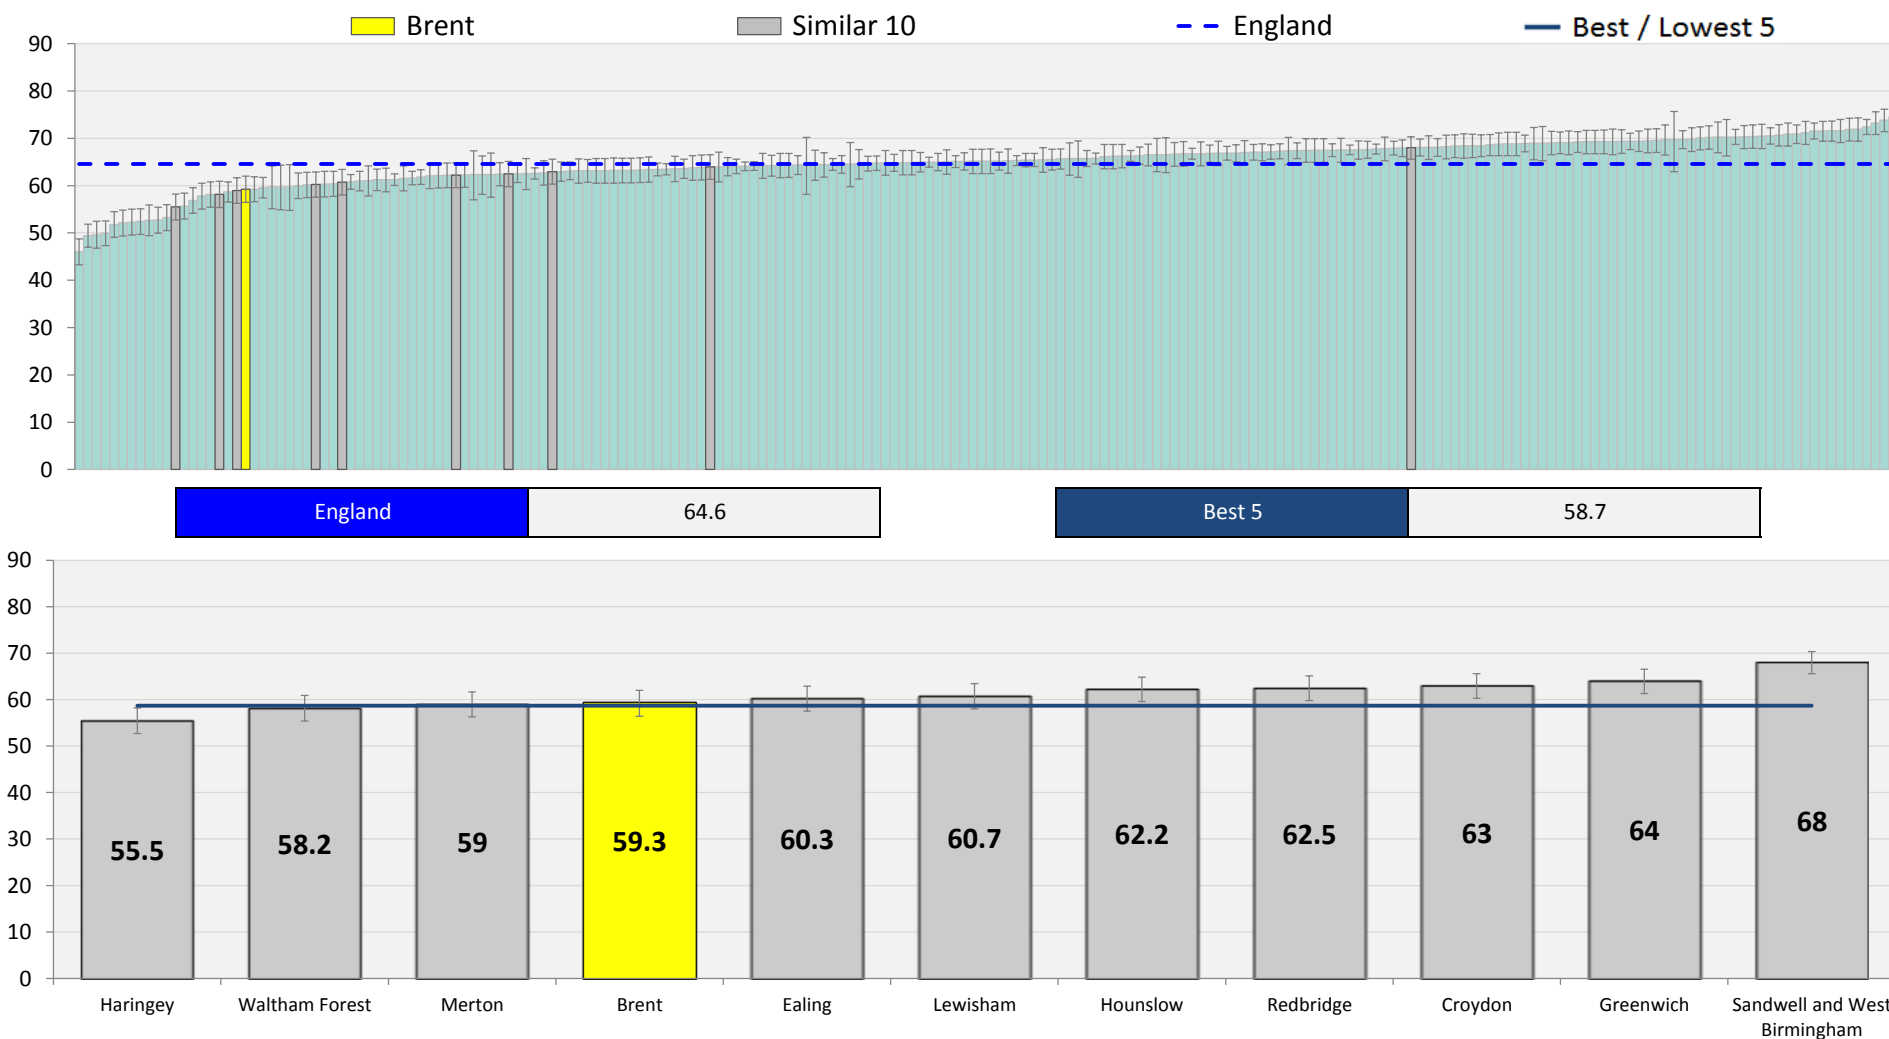 Brent
Similar 10
England
Best / Lowest 5
90
80
70
60
50
40
30
20
10
0
England 64.6
Best 5 58.7
90
80
70
60
50
40
30
20
10
0
55.5 58.2 59 59.3 60.3 60.7 62.2 62.5 63 64 68
Haringey Waltham Forest Merton Brent Ealing Lewisham Hounslow Redbridge Croydon Greenwich Sandwell and West
Birmingham